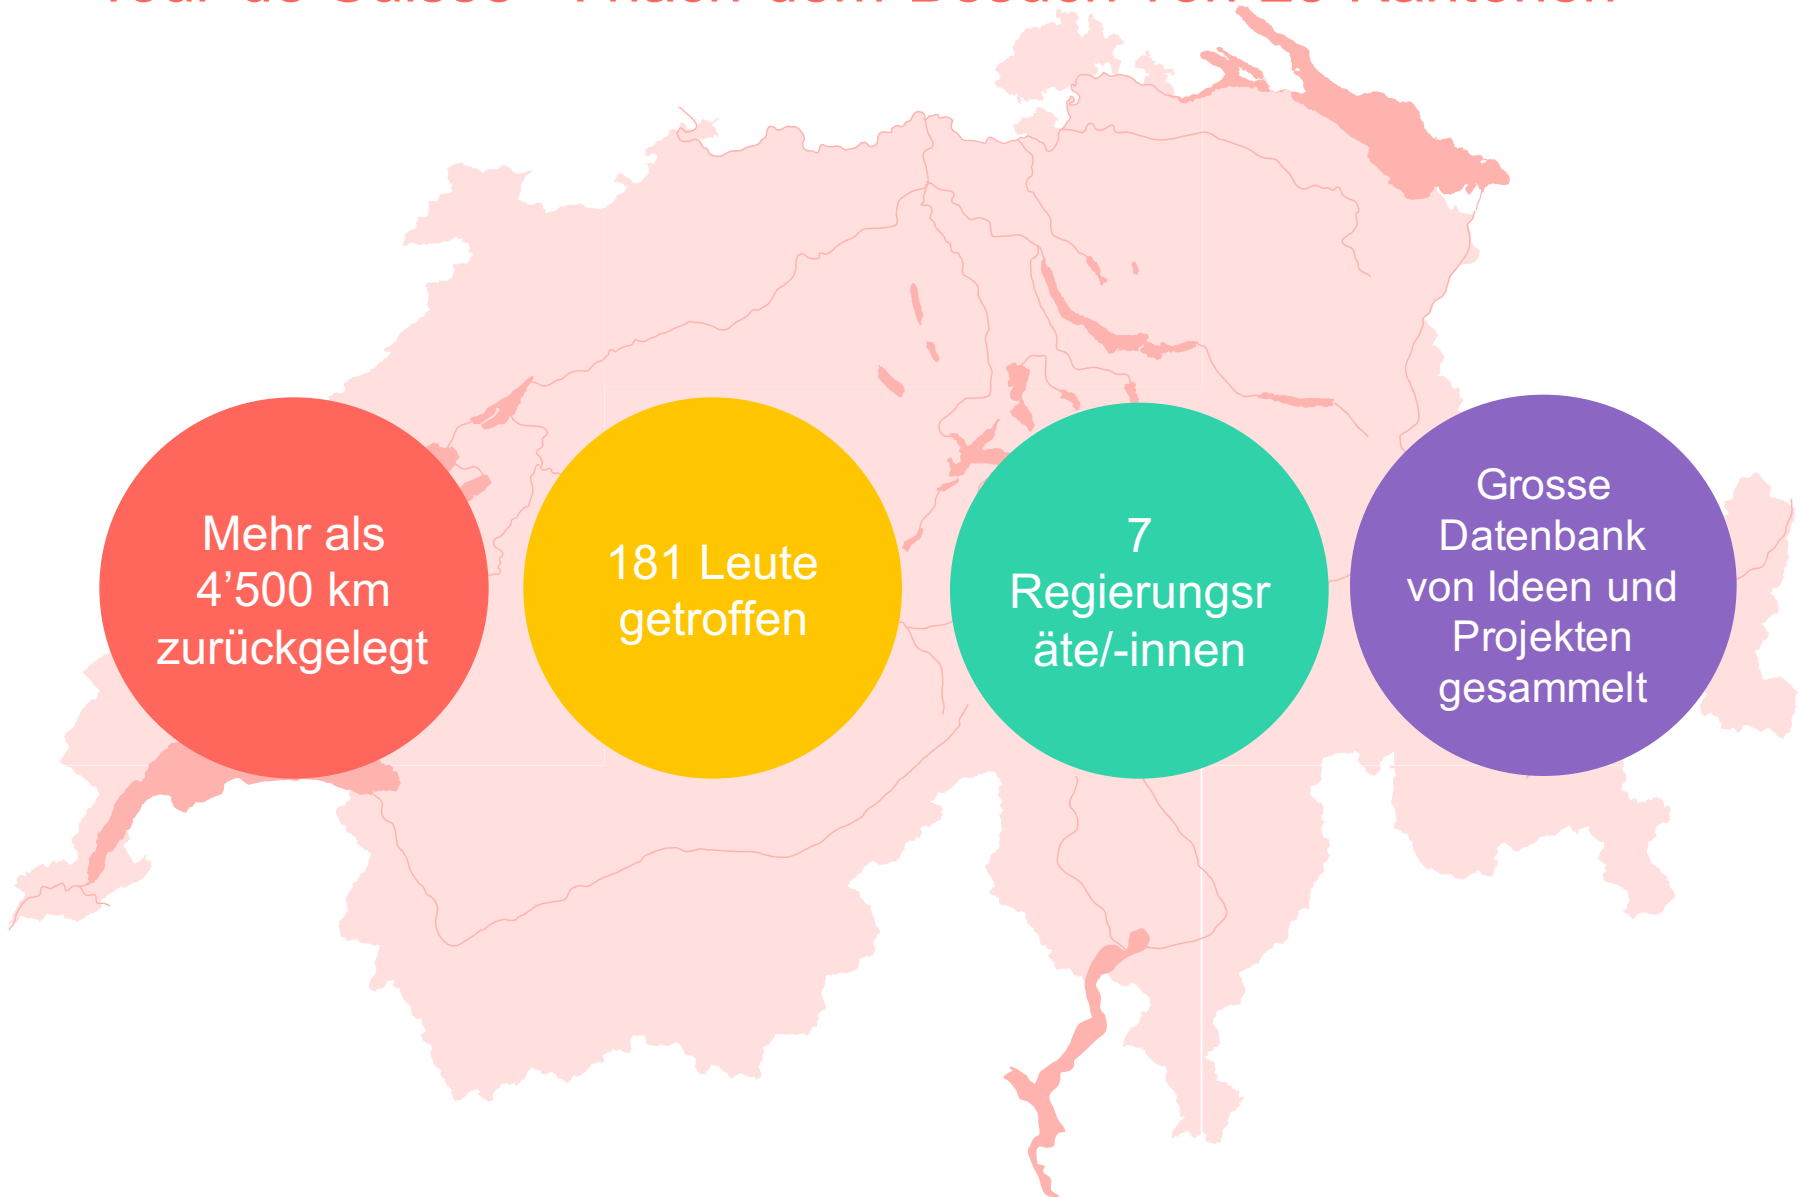 Mehr als
4’500 km
zurückgelegt
181 Leute
getroffen
7
Regierungsr
äte/-innen
Grosse
Datenbank
von Ideen und
Projekten
gesammelt